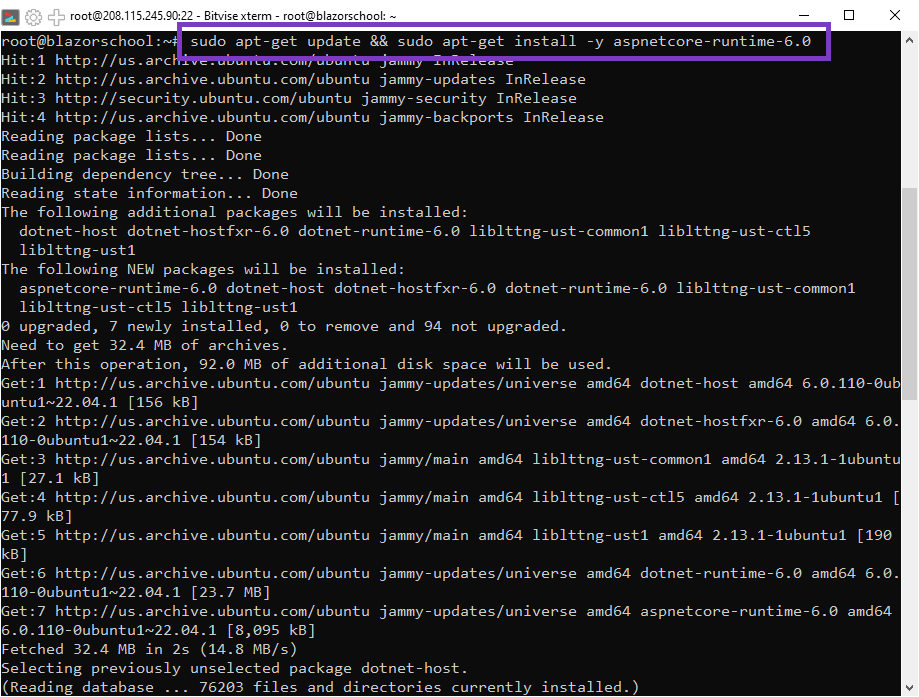 root@208.115.245.90:22 - Bitvise xterm - root@blazorschool: ~
root@blazorschool:~# sudo apt-get update && sudo apt-get install -y aspnetcore-runtime-6.0
Hit:1 http://us.archive.ubuntu.com/ubuntu jammy InRelease
Hit:2 http://us.archive.ubuntu.com/ubuntu jammy-updates InRelease
Hit:3 http://security.ubuntu.com/ubuntu jammy-security InRelease
Hit:4 http://us.archive.ubuntu.com/ubuntu jammy-backports InRelease
Reading package lists... Done
Reading package lists... Done
Building dependency tree... Done
Reading state information... Done
The following additional packages will be installed:
  dotnet-host dotnet-hostfxr-6.0 dotnet-runtime-6.0 liblttng-ust-common1 liblttng-ust-ctl5
  liblttng-ust1
The following NEW packages will be installed:
  aspnetcore-runtime-6.0 dotnet-host dotnet-hostfxr-6.0 dotnet-runtime-6.0 liblttng-ust-common1
  liblttng-ust-ctl5 liblttng-ust1
0 upgraded, 7 newly installed, 0 to remove and 94 not upgraded.
Need to get 32.4 MB of archives.
After this operation, 92.0 MB of additional disk space will be used.
Get:1 http://us.archive.ubuntu.com/ubuntu jammy-updates/universe amd64 dotnet-host amd64 6.0.110-0ub
untu1~22.04.1 [156 kB]
Get:2 http://us.archive.ubuntu.com/ubuntu jammy-updates/universe amd64 dotnet-hostfxr-6.0 amd64 6.0.
110-0ubuntu1~22.04.1 [154 kB]
Get:3 http://us.archive.ubuntu.com/ubuntu jammy/main amd64 liblttng-ust-common1 amd64 2.13.1-1ubuntu
1 [27.1 kB]
Get:4 http://us.archive.ubuntu.com/ubuntu jammy/main amd64 liblttng-ust-ctl5 amd64 2.13.1-1ubuntu1 [
77.9 kB]
Get:5 http://us.archive.ubuntu.com/ubuntu jammy/main amd64 liblttng-ust1 amd64 2.13.1-1ubuntu1 [190
kB]
Get:6 http://us.archive.ubuntu.com/ubuntu jammy-updates/universe amd64 dotnet-runtime-6.0 amd64 6.0.
110-0ubuntu1~22.04.1 [23.7 MB]
Get:7 http://us.archive.ubuntu.com/ubuntu jammy-updates/universe amd64 aspnetcore-runtime-6.0 amd64
6.0.110-0ubuntu1~22.04.1 [8,095 kB]
Fetched 32.4 MB in 2s (14.8 MB/s)
Selecting previously unselected package dotnet-host.
(Reading database ... 76203 files and directories currently installed.)